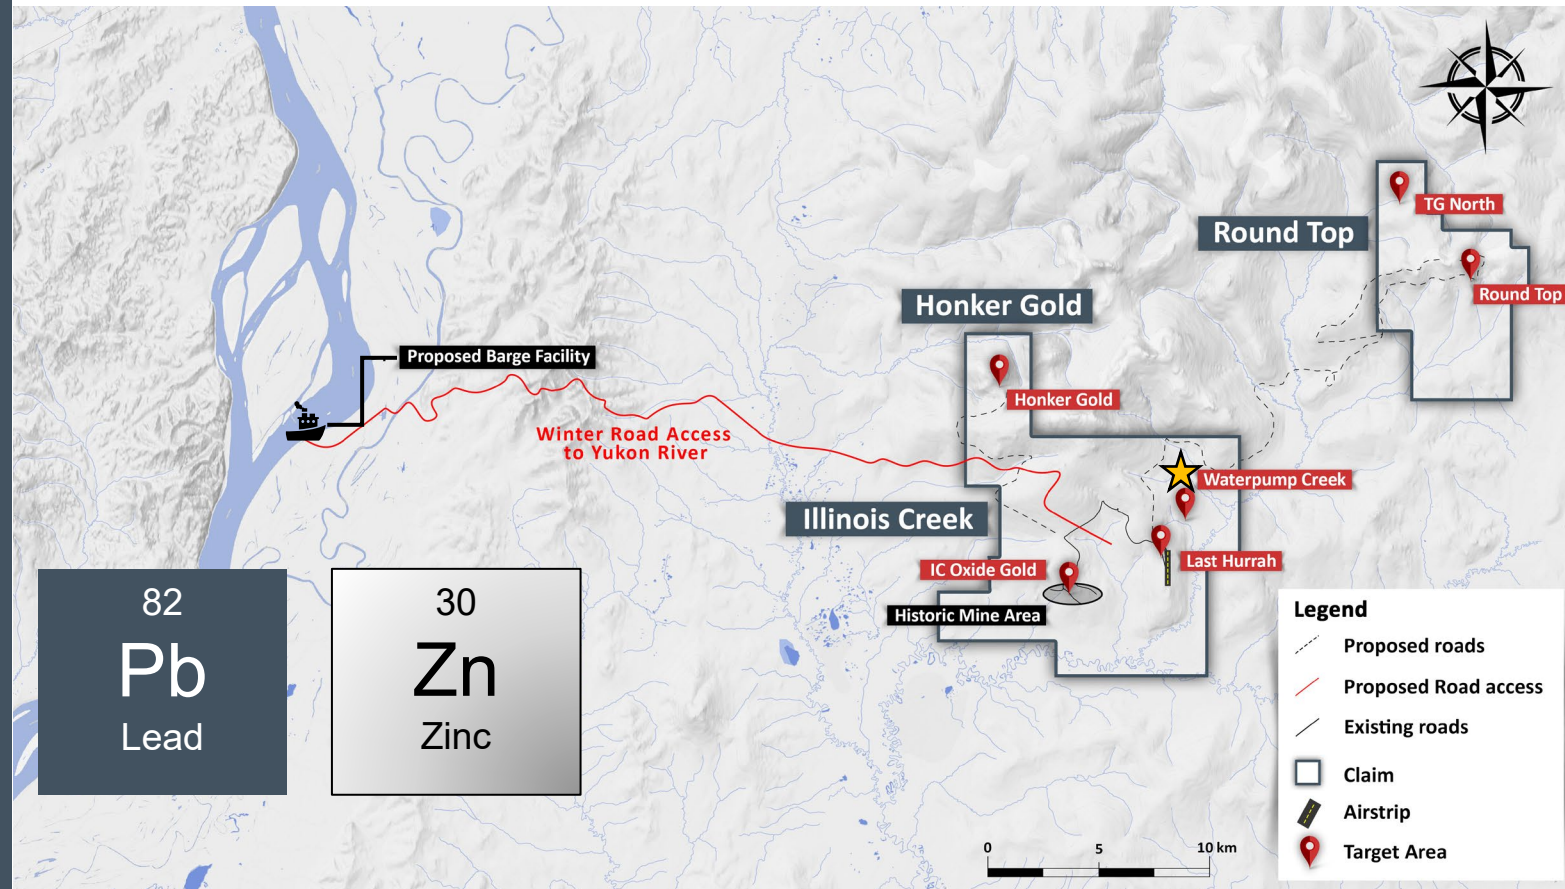 TG North
Round Top
Round Top
Honker Gold
Proposed Barge Facility
Honker Gold
Winter Road Access
to Yukon River
Waterpump Creek
Illinois Creek
Last Hurrah
IC Oxide Gold
Historic Mine Area
82
Pb
Lead
30
Zn
Zinc
Legend
Proposed roads
Proposed Road access
Existing roads
Claim
Airstrip
Target Area
0 5 10 km